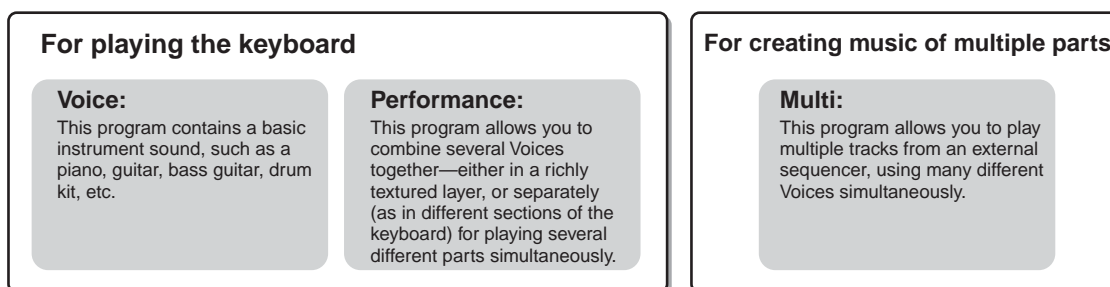 For playing the keyboard
Voice:
This program contains a basic
instrument sound, such as a
piano, guitar, bass guitar, drum
kit, etc.
Performance:
This program allows you to
combine several Voices
together—either in a richly
textured layer, or separately
(as in different sections of the
keyboard) for playing several
different parts simultaneously.
For creating music of multiple parts
Multi:
This program allows you to play
multiple tracks from an external
sequencer, using many different
Voices simultaneously.